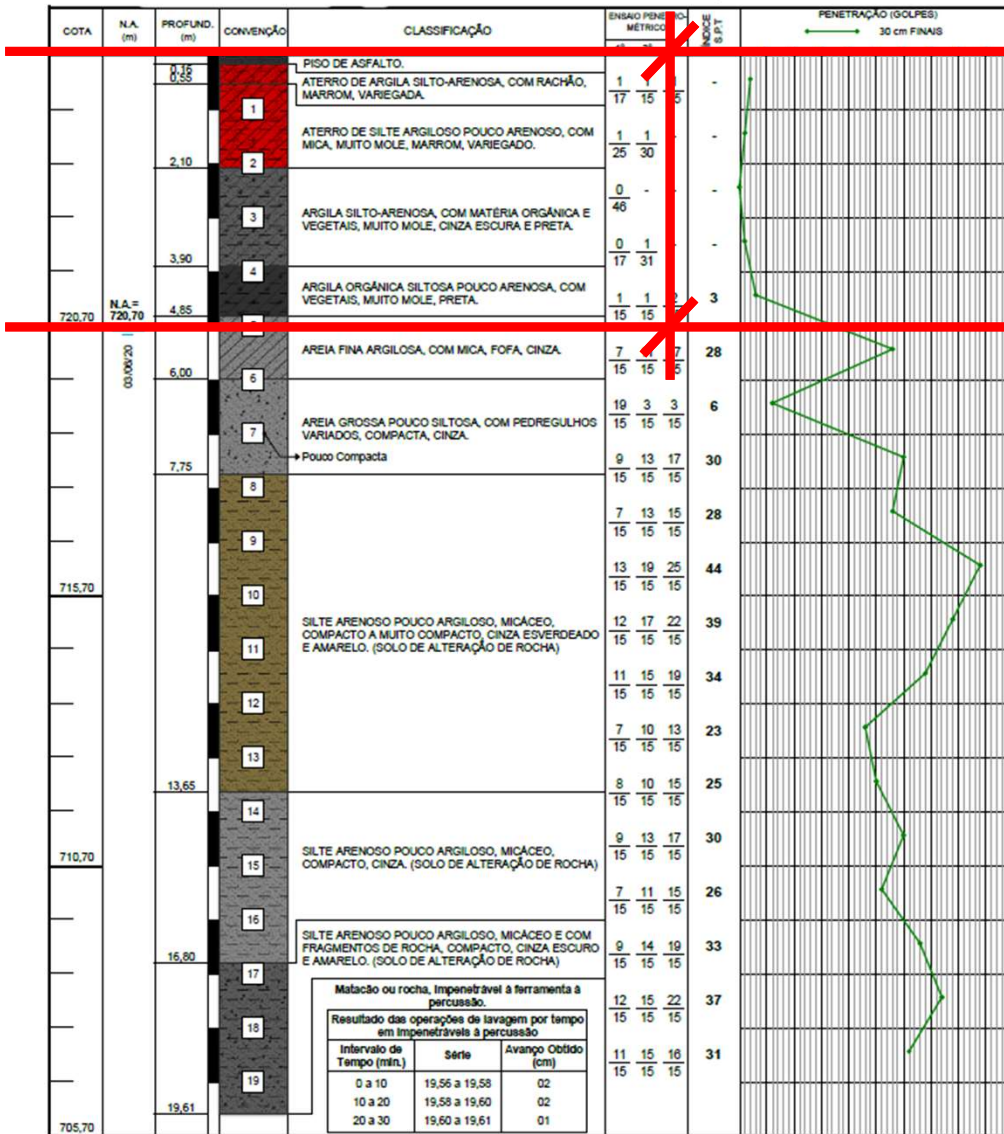 COTA
N.A.
(m)
PROFUND.
(m)
CONVENÇÃO
CLASSIFICAÇÃO
MÉTRICO
ÍNDICE
S.P.T
PENETRAÇÃO (GOLPES)
30 cm FINAIS
0,15
0,55
2,10
3,90
4,85
6,00
7,75
13,65
16,80
19,61
720,70
715,70
710,70
705,70
N.A.=
720,70
03/06/20
1
2
3
4
6
7
8
9
10
11
12
13
14
15
16
17
18
19
PISO DE ASFALTO.
ATERRO DE ARGILA SILTO-ARENOSA, COM RACHÃO,
MARROM, VARIEGADA.
ATERRO DE SILTE ARGILOSO POUCO ARENOSO, COM
MICA, MUITO MOLE, MARROM, VARIEGADO.
ARGILA SILTO-ARENOSA, COM MATÉRIA ORGÂNICA E
VEGETAIS, MUITO MOLE, CINZA ESCURA E PRETA.
ARGILA ORGÂNICA SILTOSA POUCO ARENOSA, COM
VEGETAIS, MUITO MOLE, PRETA.
AREIA FINA ARGILOSA, COM MICA, FOFA, CINZA.
AREIA GROSSA POUCO SILTOSA, COM PEDREGULHOS
VARIADOS, COMPACTA, CINZA.
Pouco Compacta
SILTE ARENOSO POUCO ARGILOSO, MICÁCEO,
COMPACTO A MUITO COMPACTO, CINZA ESVERDEADO
E AMARELO. (SOLO DE ALTERAÇÃO DE ROCHA)
SILTE ARENOSO POUCO ARGILOSO, MICÁCEO,
COMPACTO, CINZA. (SOLO DE ALTERAÇÃO DE ROCHA)
SILTE ARENOSO POUCO ARGILOSO, MICÁCEO E COM
FRAGMENTOS DE ROCHA, COMPACTO, CINZA ESCURO
E AMARELO. (SOLO DE ALTERAÇÃO DE ROCHA)
Matacão ou rocha, Impenetrável à ferramenta à
percussão.
Resultado das operações de lavagem por tempo
em Impenetráveis à percussão
Intervalo de Tempo (min.) Série Avanço Obtido (cm)
0 a 10 19,56 a 19,58 02
10 a 20 19,58 a 19,60 02
20 a 30 19,60 a 19,61 01
1 1 -
17 15
1 1 - -
25 30
0 - - -
46
0 1 - -
17 31
1 1 2 3
15 15
7 28
15 15
19 3 3 6
15 15 15
9 13 17 30
15 15 15
7 13 15 28
15 15 15
13 19 25 44
15 15 15
12 17 22 39
15 15 15
11 15 19 34
15 15 15
7 10 13 23
15 15 15
8 10 15 25
15 15 15
9 13 17 30
15 15 15
7 11 15 26
15 15 15
9 14 19 33
15 15 15
12 15 22 37
15 15 15
11 15 16 31
15 15 15